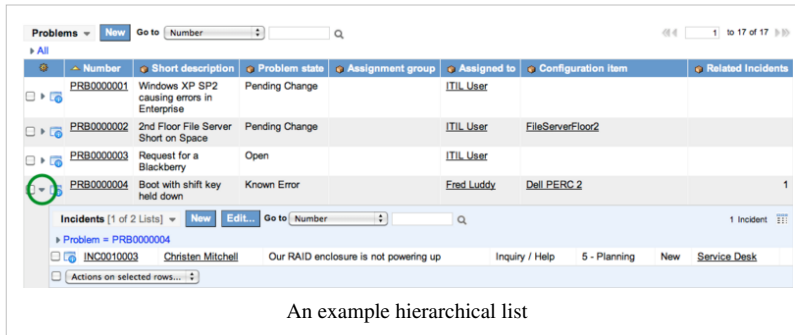 Problems New Go to Number 1 to 17 of 17
All
Number Short description Problem state Assignment group Assigned to Configuration item Related Incidents
PRB0000001 Windows XP SP2 Pending Change ITIL User
causing errors in
Enterprise
PRB0000002 2nd Floor File Server Pending Change ITIL User FileServerFloor2
Short on Space
PRB0000003 Request for a Open ITIL User
Blackberry
PRB0000004 Boot with shift key Known Error Fred Luddy Dell PERC 2 1
held down
Incidents [1 of 2 Lists] New Edit... Go to Number 1 Incident
Problem = PRB0000004
INC0010003 Christen Mitchell Our RAID enclosure is not powering up Inquiry / Help 5 - Planning New Service Desk
Actions on selected rows...
An example hierarchical list